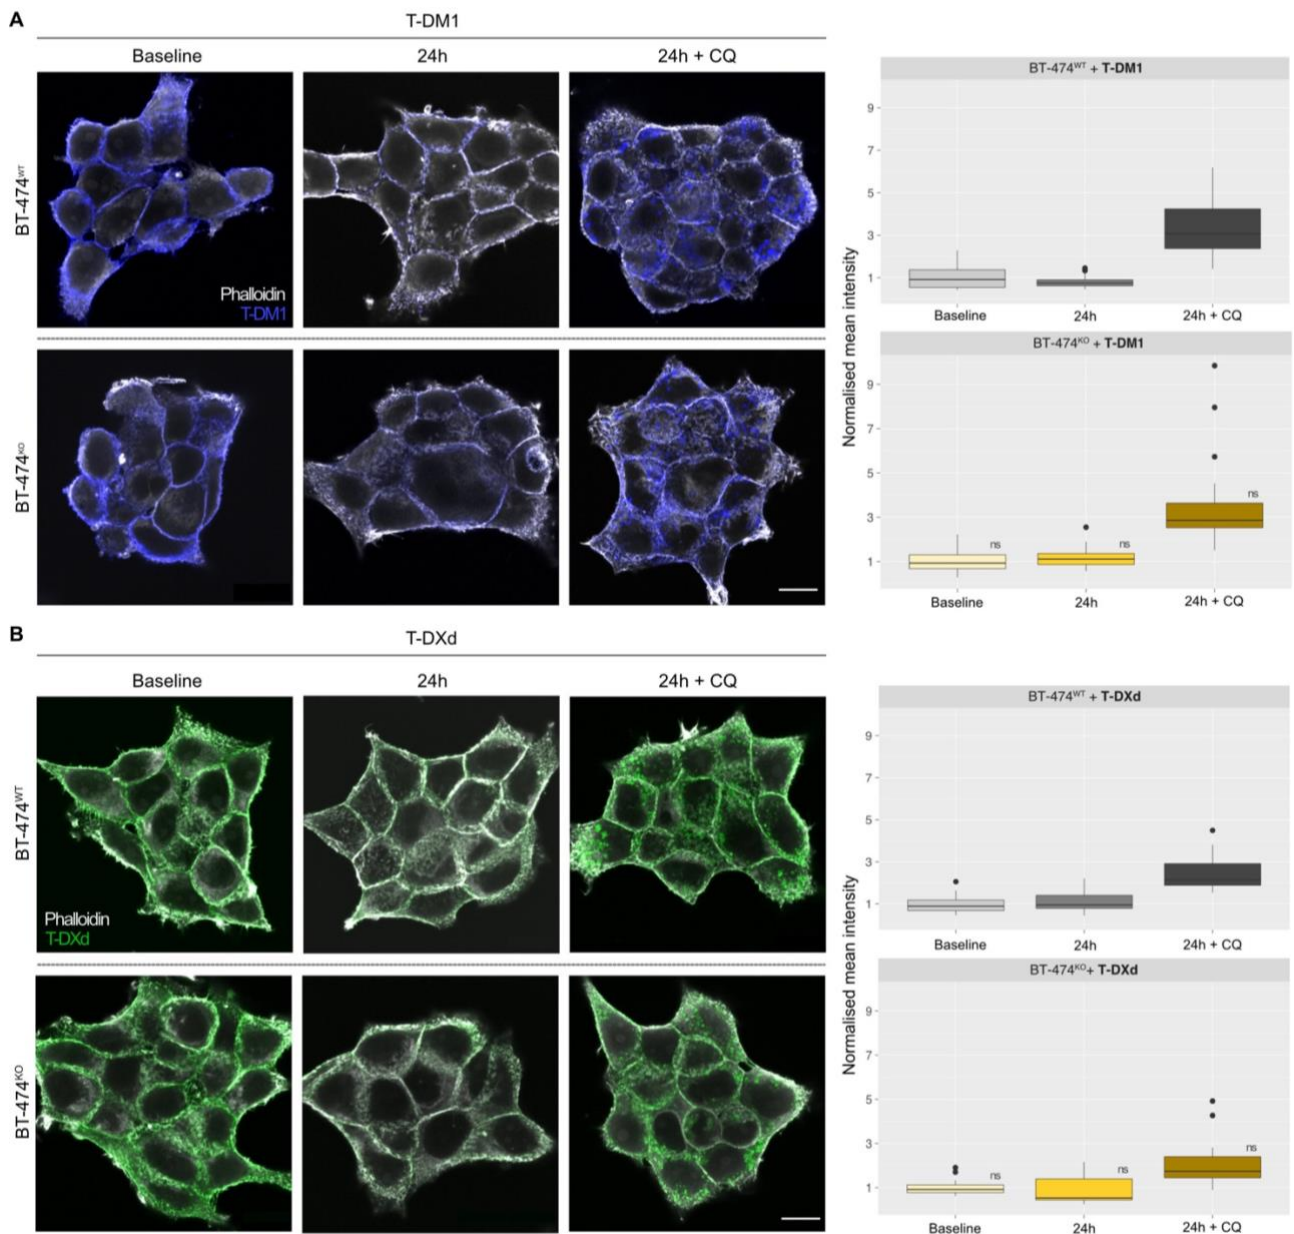 A
T-DM1
Baseline 24h 24h + CQ
BT-474ᵂᵀ
Phalloidin
T-DM1
BT-474ᴷᴼ
Normalised mean intensity
BT-474ᵂᵀ + T-DM1
9
7
5
3
1
Baseline 24h 24h + CQ
BT-474ᴷᴼ + T-DM1
9
7
5
3
1
ns ns ns
Baseline 24h 24h + CQ
B
T-DXd
Baseline 24h 24h + CQ
BT-474ᵂᵀ
Phalloidin
T-DXd
BT-474ᴷᴼ
Normalised mean intensity
BT-474ᵂᵀ + T-DXd
9
7
5
3
1
Baseline 24h 24h + CQ
BT-474ᴷᴼ+ T-DXd
9
7
5
3
1
ns ns ns
Baseline 24h 24h + CQ